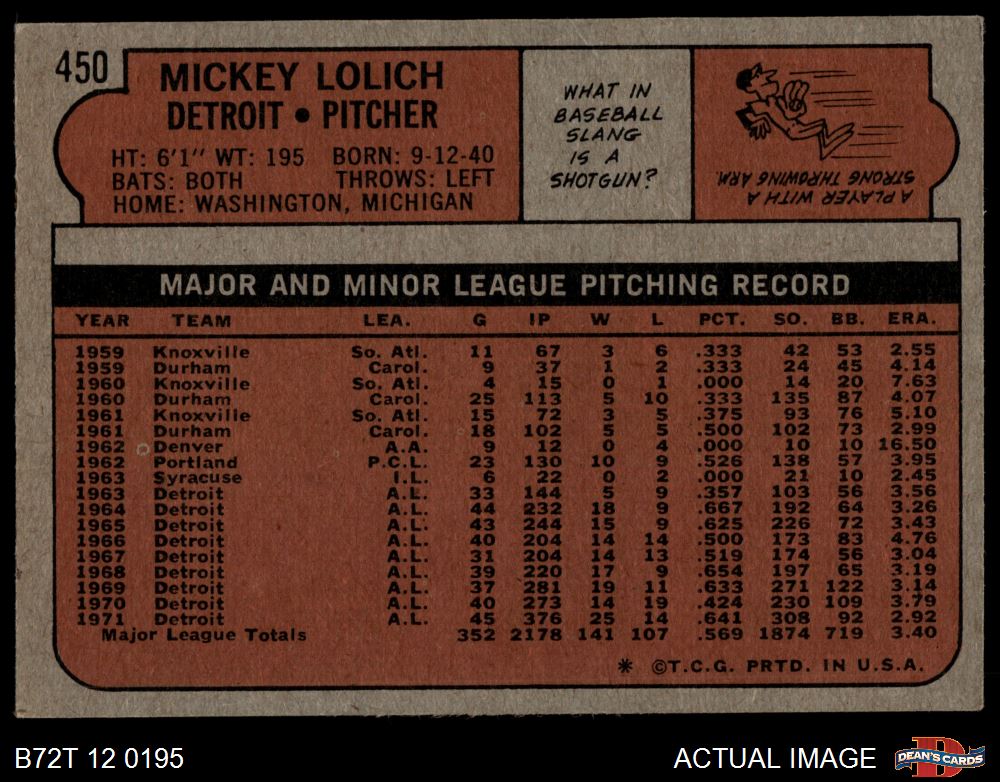 450
MICKEY LOLICH
DETROIT • PITCHER
HT: 6'1" WT: 195 BORN: 9-12-40
BATS: BOTH THROWS: LEFT
HOME: WASHINGTON, MICHIGAN
WHAT IN
BASEBALL
SLANG
IS A
SHOTGUN?
A PLAYER WITH A
STRONG THROWING ARM.
MAJOR AND MINOR LEAGUE PITCHING RECORD
YEAR TEAM LEA. G IP W L PCT. SO. BB. ERA.
1959 Knoxville So. Atl. 11 67 3 6 .333 42 53 2.55
1959 Durham Carol. 9 37 1 2 .333 24 45 4.14
1960 Knoxville So. Atl. 4 15 0 1 .000 14 20 7.63
1960 Durham Carol. 25 113 5 10 .333 135 87 4.07
1961 Knoxville So. Atl. 15 72 3 5 .375 93 76 5.10
1961 Durham Carol. 18 102 5 5 .500 102 73 2.99
1962 Denver A.A. 9 12 0 4 .000 10 10 16.50
1962 Portland P.C.L. 23 130 10 9 .526 138 57 3.95
1963 Syracuse I.L. 6 22 0 2 .000 21 10 2.45
1963 Detroit A.L. 33 144 5 9 .357 103 56 3.56
1964 Detroit A.L. 44 232 18 9 .667 192 64 3.26
1965 Detroit A.L. 43 244 15 9 .625 226 72 3.43
1966 Detroit A.L. 40 204 14 14 .500 173 83 4.76
1967 Detroit A.L. 31 204 14 13 .519 174 56 3.04
1968 Detroit A.L. 39 220 17 9 .654 197 65 3.19
1969 Detroit A.L. 37 281 19 11 .633 271 122 3.14
1970 Detroit A.L. 40 273 14 19 .424 230 109 3.79
1971 Detroit A.L. 45 376 25 14 .641 308 92 2.92
Major League Totals 352 2178 141 107 .569 1874 719 3.40
* ©T.C.G. PRTD. IN U.S.A.
B72T 12 0195
ACTUAL IMAGE
D
DEAN'S CARDS